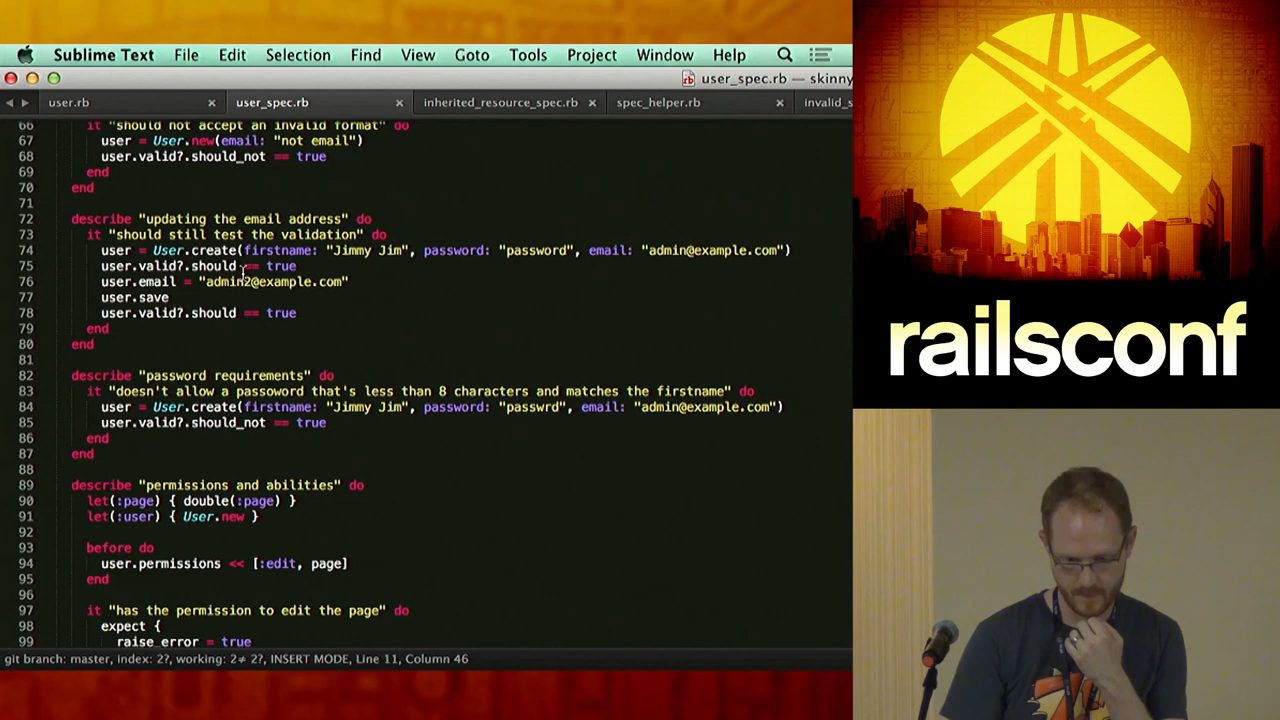 Sublime Text File Edit Selection Find View Goto Tools Project Window Help
user_spec.rb — skinny
user.rb user_spec.rb inherited_resource_spec.rb spec_helper.rb invalid_s
66 it "should not accept an invalid format" do
67 user = User.new(email: "not email")
68 user.valid?.should_not == true
69 end
70 end
71
72 describe "updating the email address" do
73 it "should still test the validation" do
74 user = User.create(firstname: "Jimmy Jim", password: "password", email: "admin@example.com")
75 user.valid?.should == true
76 user.email = "admin2@example.com"
77 user.save
78 user.valid?.should == true
79 end
80 end
81
82 describe "password requirements" do
83 it "doesn't allow a passoword that's less than 8 characters and matches the firstname" do
84 user = User.create(firstname: "Jimmy Jim", password: "passwrd", email: "admin@example.com")
85 user.valid?.should_not == true
86 end
87 end
88
89 describe "permissions and abilities" do
90 let(:page) { double(:page) }
91 let(:user) { User.new }
92
93 before do
94 user.permissions << [:edit, page]
95 end
96
97 it "has the permission to edit the page" do
98 expect {
99 raise_error = true
git branch: master, index: 2?, working: 2≠ 2?, INSERT MODE, Line 11, Column 46
railsconf